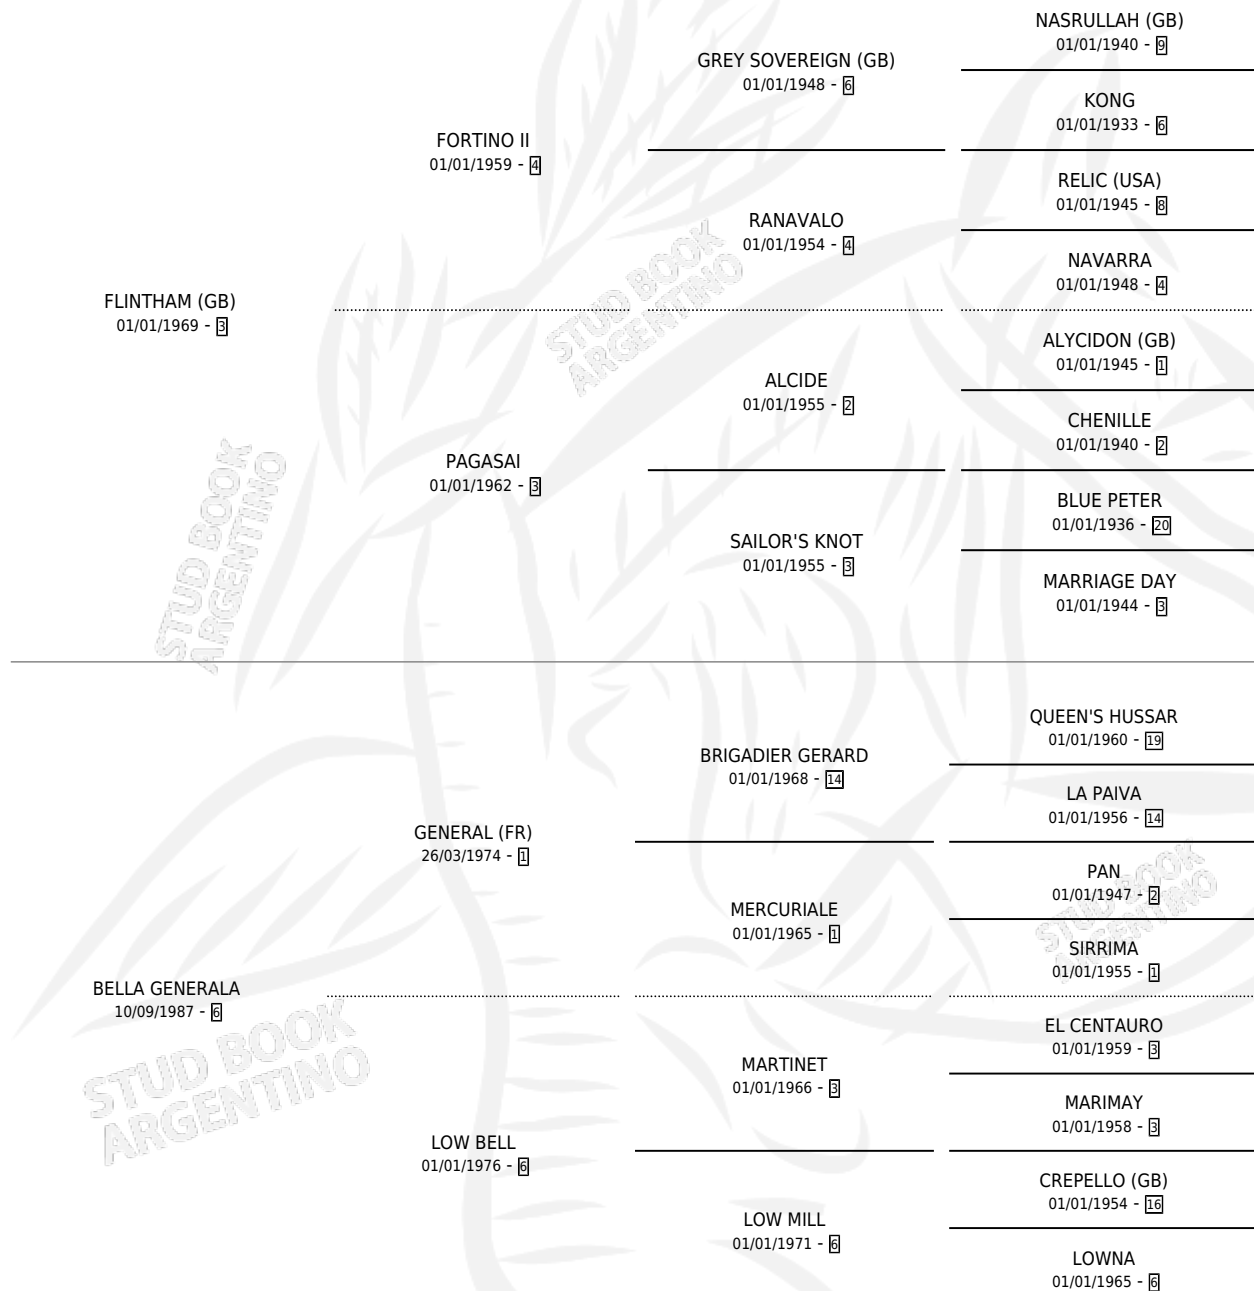 FLINTHAM (GB)
01/01/1969 - 3
FORTINO II
01/01/1959 - 4
PAGASAI
01/01/1962 - 3
GREY SOVEREIGN (GB)
01/01/1948 - 6
RANAVALO
01/01/1954 - 4
ALCIDE
01/01/1955 - 2
SAILOR'S KNOT
01/01/1955 - 3
NASRULLAH (GB)
01/01/1940 - 9
KONG
01/01/1933 - 6
RELIC (USA)
01/01/1945 - 8
NAVARRA
01/01/1948 - 4
ALYCIDON (GB)
01/01/1945 - 1
CHENILLE
01/01/1940 - 2
BLUE PETER
01/01/1936 - 20
MARRIAGE DAY
01/01/1944 - 3
BELLA GENERALA
10/09/1987 - 6
GENERAL (FR)
26/03/1974 - 1
LOW BELL
01/01/1976 - 6
BRIGADIER GERARD
01/01/1968 - 14
MERCURIALE
01/01/1965 - 1
MARTINET
01/01/1966 - 3
LOW MILL
01/01/1971 - 6
QUEEN'S HUSSAR
01/01/1960 - 19
LA PAIVA
01/01/1956 - 14
PAN
01/01/1947 - 2
SIRRIMA
01/01/1955 - 1
EL CENTAURO
01/01/1959 - 3
MARIMAY
01/01/1958 - 3
CREPELLO (GB)
01/01/1954 - 16
LOWNA
01/01/1965 - 6
STUD BOOK
ARGENTINO
STUD BOOK
ARGENTINO
STUD BOOK
ARGENTINO
STUD BOOK
ARGENTINO